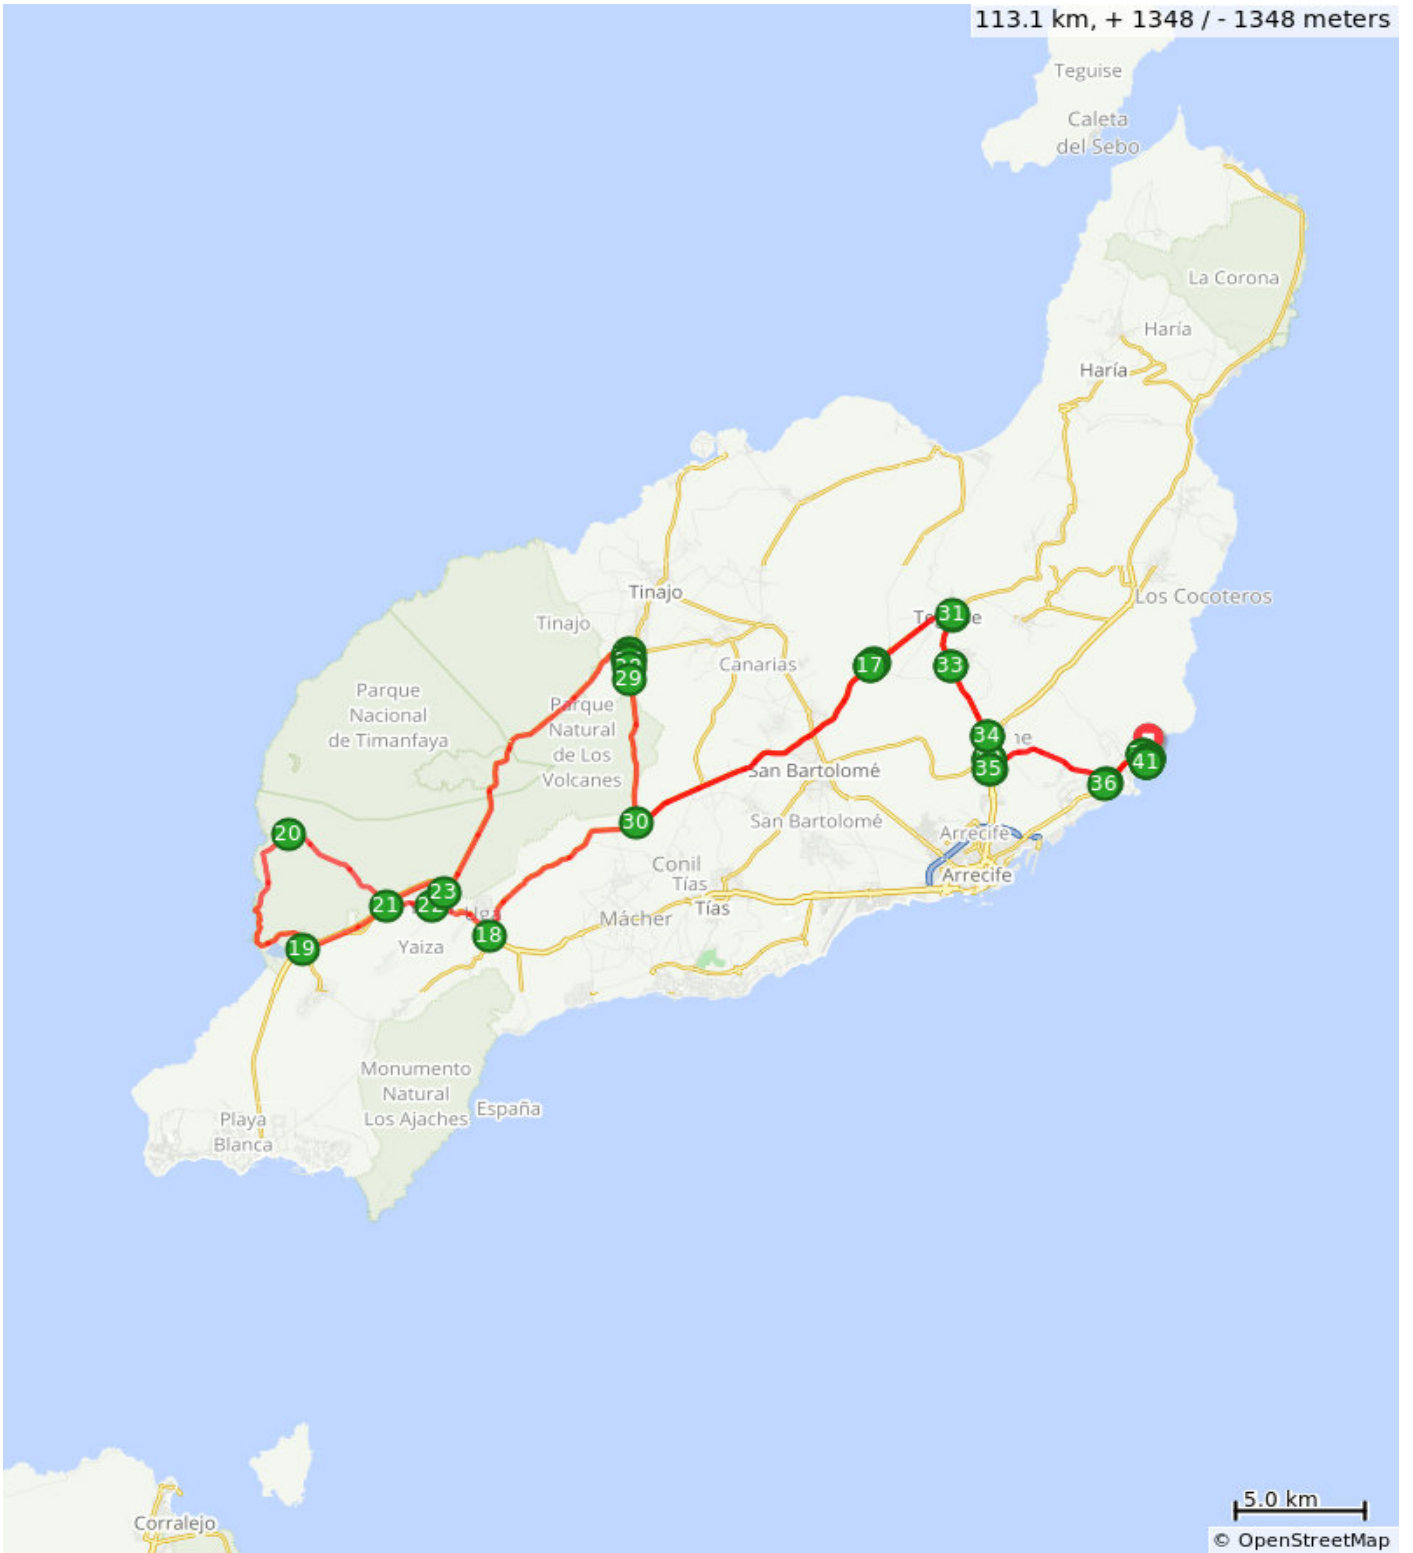 113.1 km, + 1348 / - 1348 meters
Teguise
Caleta
del Sebo
La Corona
Haría
Haría
Tinajo
Los Cocoteros
31
Tinajo
17
Canarias
33
29
Parque
Nacional
de Timanfaya
Parque
Natural
de Los
Volcanes
34
41
35
36
San Bartolomé
20
30
San Bartolomé
Arrecife
Conil
Tías
Arrecife
23
21
22
Uga
Tías
Mácher
18
19
Yaiza
Monumento
Natural
Los Ajaches
España
Playa
Blanca
5.0 km
Corralejo
© OpenStreetMap